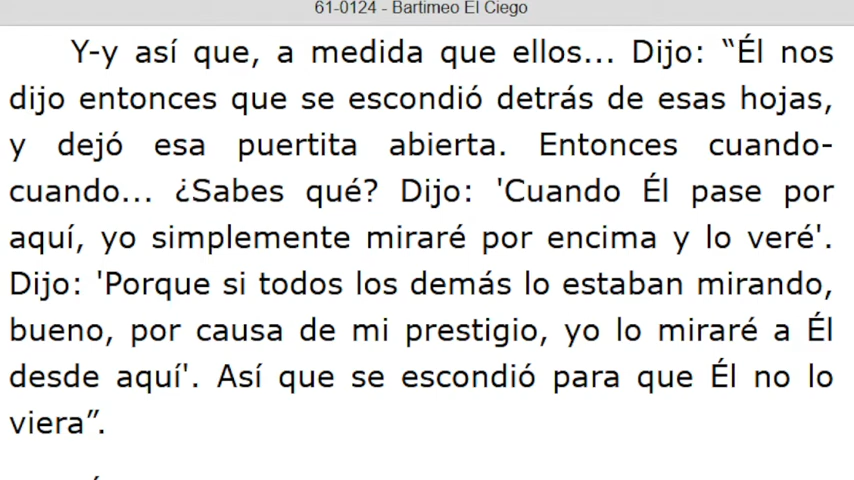 61-0124 - Bartimeo El Ciego
Y-y así que, a medida que ellos... Dijo: “Él nos
dijo entonces que se escondió detrás de esas hojas,
y dejó esa puertita abierta. Entonces cuando-
cuando... ¿Sabes qué? Dijo: 'Cuando Él pase por
aquí, yo simplemente miraré por encima y lo veré'.
Dijo: 'Porque si todos los demás lo estaban mirando,
bueno, por causa de mi prestigio, yo lo miraré a Él
desde aquí'. Así que se escondió para que Él no lo
viera”.